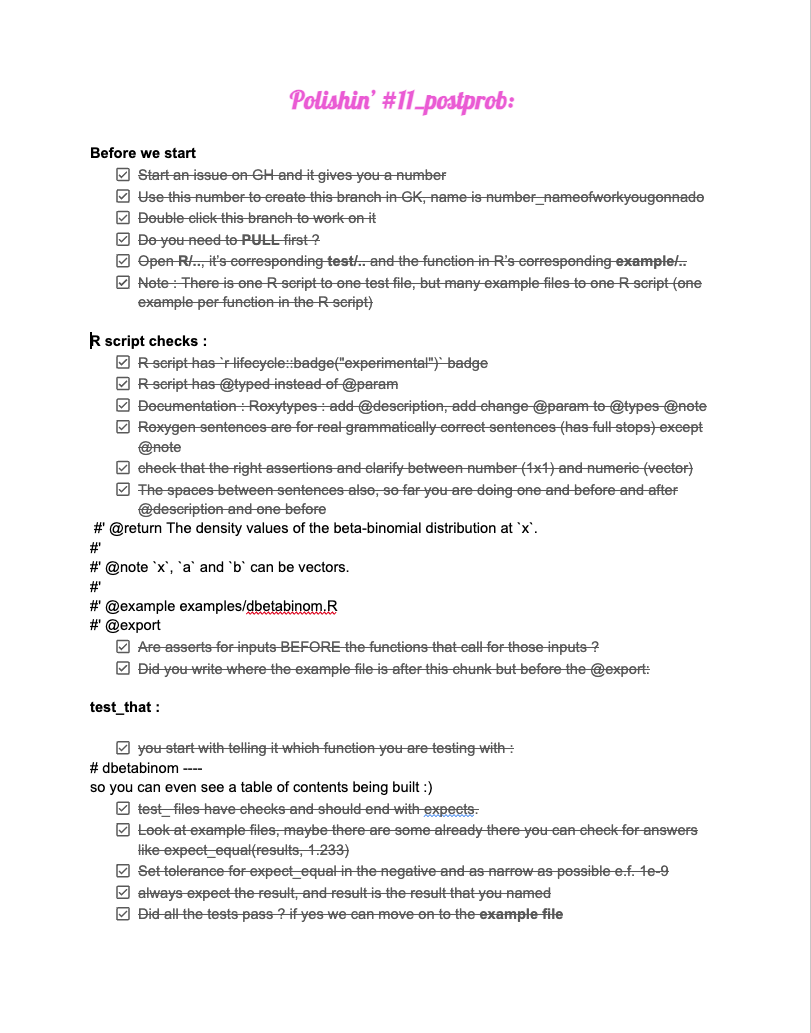 Polishin’ #11_postprob:
Before we start
Start an issue on GH and it gives you a number
Use this number to create this branch in GK, name is number_nameofworkyougonnado
Double click this branch to work on it
Do you need to PULL first ?
Open R/.., it’s corresponding test/.. and the function in R’s corresponding example/..
Note : There is one R script to one test file, but many example files to one R script (one
example per function in the R script)
R script checks :
R script has `r lifecycle::badge("experimental")` badge
R script has @typed instead of @param
Documentation : Roxytypes : add @description, add change @param to @types @note
Roxygen sentences are for real grammatically correct sentences (has full stops) except
@note
check that the right assertions and clarify between number (1x1) and numeric (vector)
The spaces between sentences also, so far you are doing one and before and after
@description and one before
#' @return The density values of the beta-binomial distribution at `x`.
#'
#' @note `x`, `a` and `b` can be vectors.
#'
#' @example examples/dbetabinom.R
#' @export
Are asserts for inputs BEFORE the functions that call for those inputs ?
Did you write where the example file is after this chunk but before the @export:
test_that :
you start with telling it which function you are testing with :
# dbetabinom ----
so you can even see a table of contents being built :)
test_ files have checks and should end with expects.
Look at example files, maybe there are some already there you can check for answers
like expect_equal(results, 1.233)
Set tolerance for expect_equal in the negative and as narrow as possible e.f. 1e-9
always expect the result, and result is the result that you named
Did all the tests pass ? if yes we can move on to the example file